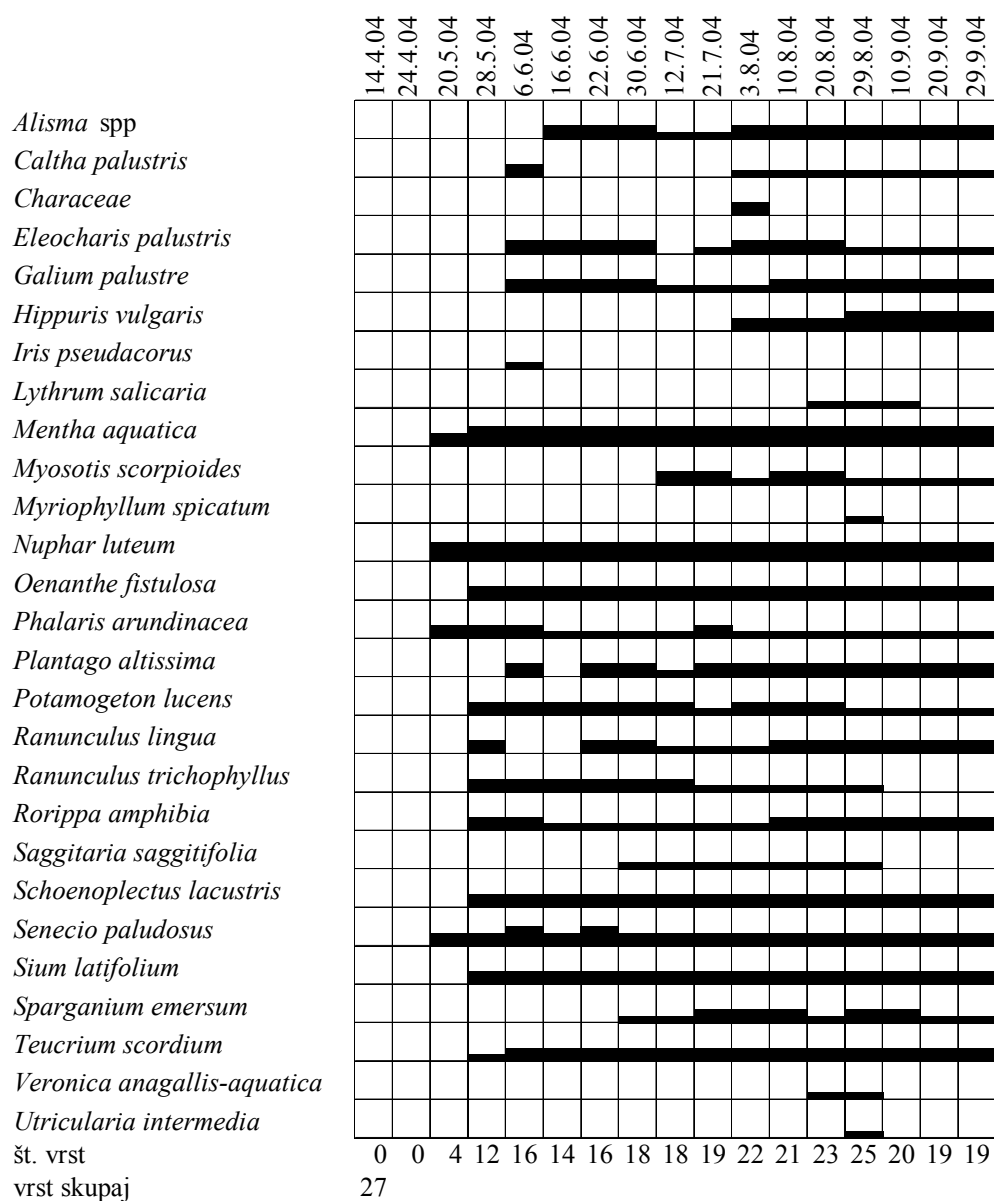 14.4.04 24.4.04 20.5.04 28.5.04 6.6.04 16.6.04 22.6.04 30.6.04 12.7.04 21.7.04 3.8.04 10.8.04 20.8.04 29.8.04 10.9.04 20.9.04 29.9.04
Alisma spp
Caltha palustris
Characeae
Eleocharis palustris
Galium palustre
Hippuris vulgaris
Iris pseudacorus
Lythrum salicaria
Mentha aquatica
Myosotis scorpioides
Myriophyllum spicatum
Nuphar luteum
Oenanthe fistulosa
Phalaris arundinacea
Plantago altissima
Potamogeton lucens
Ranunculus lingua
Ranunculus trichophyllus
Rorippa amphibia
Saggitaria saggitifolia
Schoenoplectus lacustris
Senecio paludosus
Sium latifolium
Sparganium emersum
Teucrium scordium
Veronica anagallis-aquatica
Utricularia intermedia
št. vrst 0 0 4 12 16 14 16 18 18 19 22 21 23 25 20 19 19
vrst skupaj 27